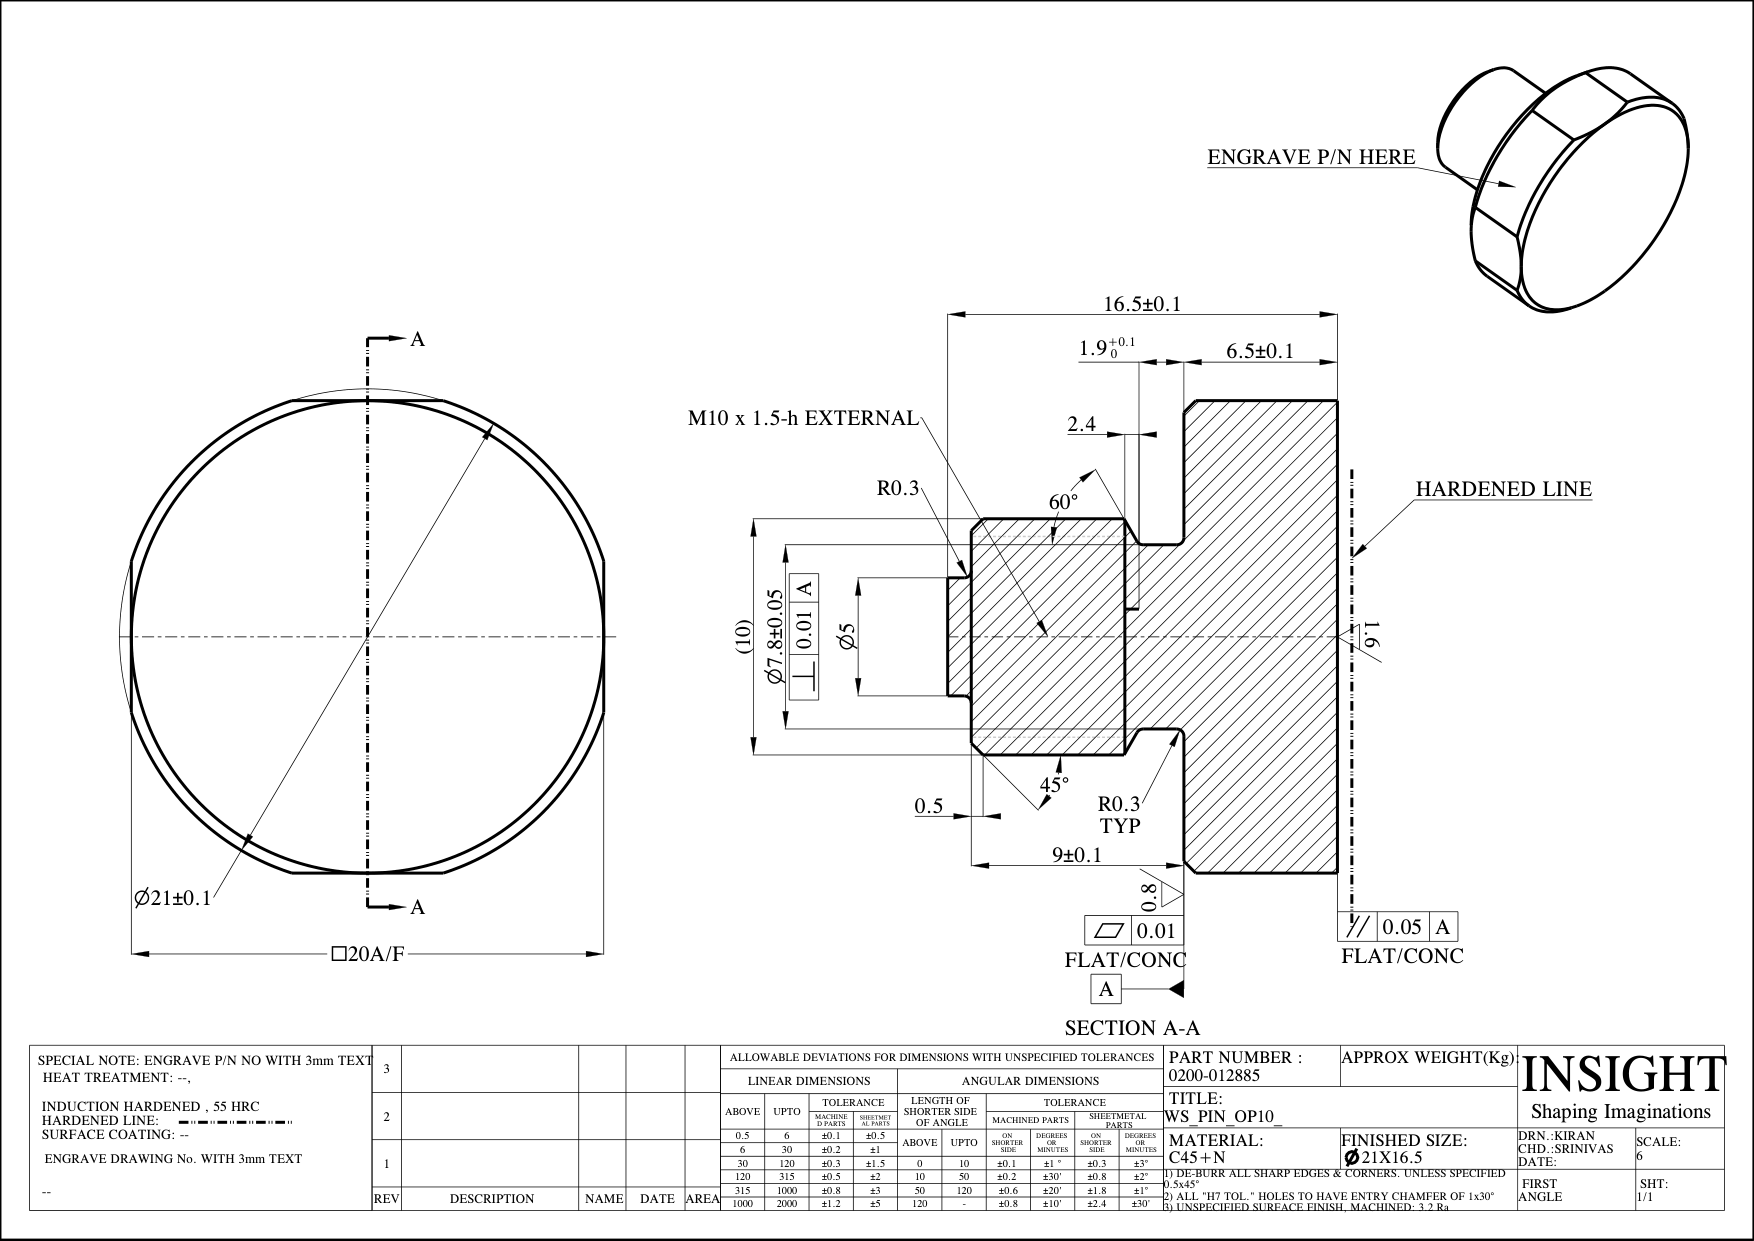 ENGRAVE P/N HERE
16.5±0.1
1.9 +0.1 0
6.5±0.1
A
M10 x 1.5-h EXTERNAL
2.4
R0.3
60°
HARDENED LINE
(10)
⌀7.8±0.05
⟂ 0.01 A
⌀5
1.6
45°
0.5
R0.3
TYP
9±0.1
0.8
⌀21±0.1
A
⏥ 0.01
FLAT/CONC
// 0.05 A
FLAT/CONC
□20A/F
A
SECTION A-A
SPECIAL NOTE: ENGRAVE P/N NO WITH 3mm TEXT
HEAT TREATMENT: --,
INDUCTION HARDENED , 55 HRC
HARDENED LINE:
SURFACE COATING: --
ENGRAVE DRAWING No. WITH 3mm TEXT
--
3
2
1
REV DESCRIPTION NAME DATE AREA
ALLOWABLE DEVIATIONS FOR DIMENSIONS WITH UNSPECIFIED TOLERANCES
LINEAR DIMENSIONS
ABOVE UPTO TOLERANCE
MACHINE
D PARTS
SHEETMET
AL PARTS
0.5 6 ±0.1 ±0.5
6 30 ±0.2 ±1
30 120 ±0.3 ±1.5
120 315 ±0.5 ±2
315 1000 ±0.8 ±3
1000 2000 ±1.2 ±5
ANGULAR DIMENSIONS
LENGTH OF
SHORTER SIDE
OF ANGLE
TOLERANCE
MACHINED PARTS
SHEETMETAL
PARTS
ABOVE UPTO
ON
SHORTER
SIDE
DEGREES
OR
MINUTES
ON
SHORTER
SIDE
DEGREES
OR
MINUTES
0 10 ±0.1 ±1 ° ±0.3 ±3°
10 50 ±0.2 ±30' ±0.8 ±2°
50 120 ±0.6 ±20' ±1.8 ±1°
120 - ±0.8 ±10' ±2.4 ±30'
PART NUMBER :
0200-012885
APPROX WEIGHT(Kg):
TITLE:
WS_PIN_OP10_
MATERIAL:
C45+N
FINISHED SIZE:
⌀21X16.5
1) DE-BURR ALL SHARP EDGES & CORNERS. UNLESS SPECIFIED
0.5x45°
2) ALL "H7 TOL." HOLES TO HAVE ENTRY CHAMFER OF 1x30°
3) UNSPECIFIED SURFACE FINISH, MACHINED: 3.2 Ra
INSIGHT
Shaping Imaginations
DRN.:KIRAN
CHD.:SRINIVAS
DATE:
SCALE:
6
FIRST
ANGLE
SHT:
1/1